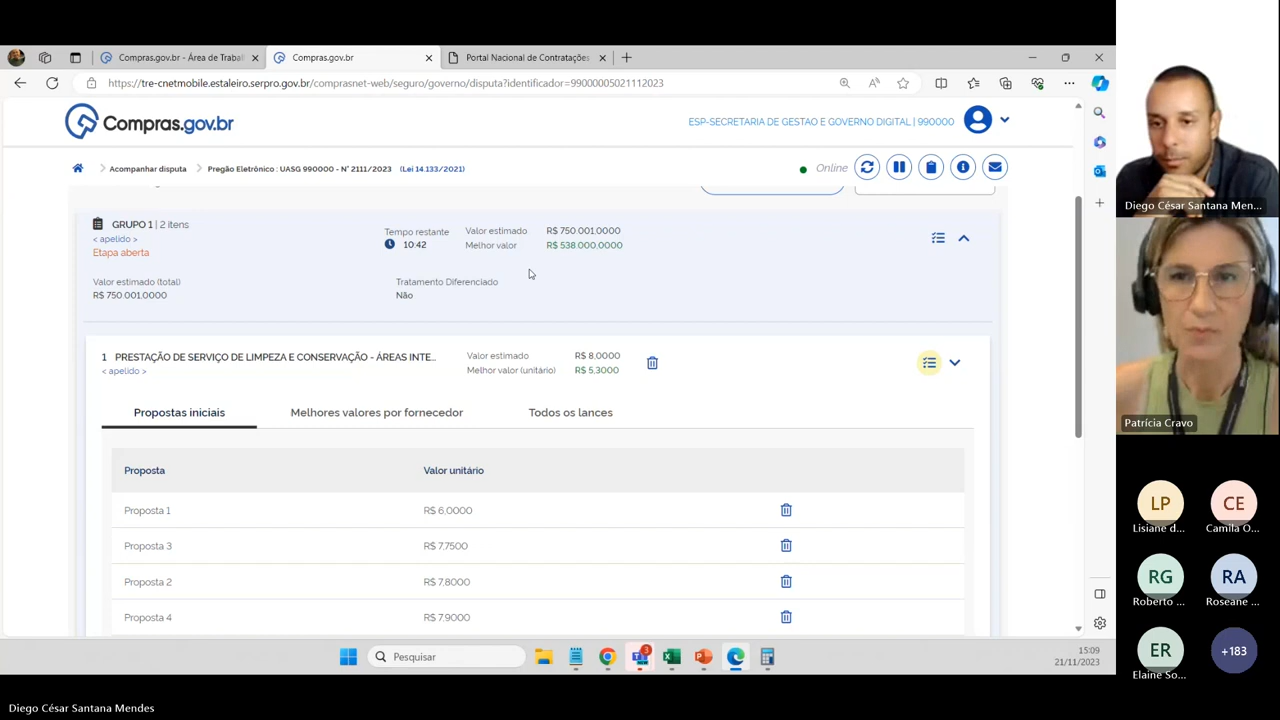 Compras.gov.br - Área de Trabal
Compras.gov.br
Portal Nacional de Contratações
https://tre-cnetmobile.estaleiro.serpro.gov.br/comprasnet-web/seguro/governo/disputa?identificador=99000005021112023
Compras.gov.br
ESP-SECRETARIA DE GESTAO E GOVERNO DIGITAL | 990000
Acompanhar disputa
Pregão Eletrônico : UASG 990000 - N° 2111/2023 (Lei 14.133/2021)
Online
GRUPO 1 | 2 itens
< apelido >
Etapa aberta
Tempo restante
10:42
Valor estimado R$ 750.001,0000
Melhor valor R$ 538.000,0000
Valor estimado (total)
R$ 750.001,0000
Tratamento Diferenciado
Não
1 PRESTAÇÃO DE SERVIÇO DE LIMPEZA E CONSERVAÇÃO - ÁREAS INTE...
< apelido >
Valor estimado R$ 8,0000
Melhor valor (unitário) R$ 5,3000
Propostas iniciais
Melhores valores por fornecedor
Todos os lances
Proposta Valor unitário
Proposta 1 R$ 6,0000
Proposta 3 R$ 7,7500
Proposta 2 R$ 7,8000
Proposta 4 R$ 7,9000
Pesquisar
3
15:09
21/11/2023
Diego César Santana Men...
Patrícia Cravo
LP
Lisiane d...
CE
Camila O...
RG
Roberto ...
RA
Roseane ...
ER
Elaine So...
+183
Diego César Santana Mendes